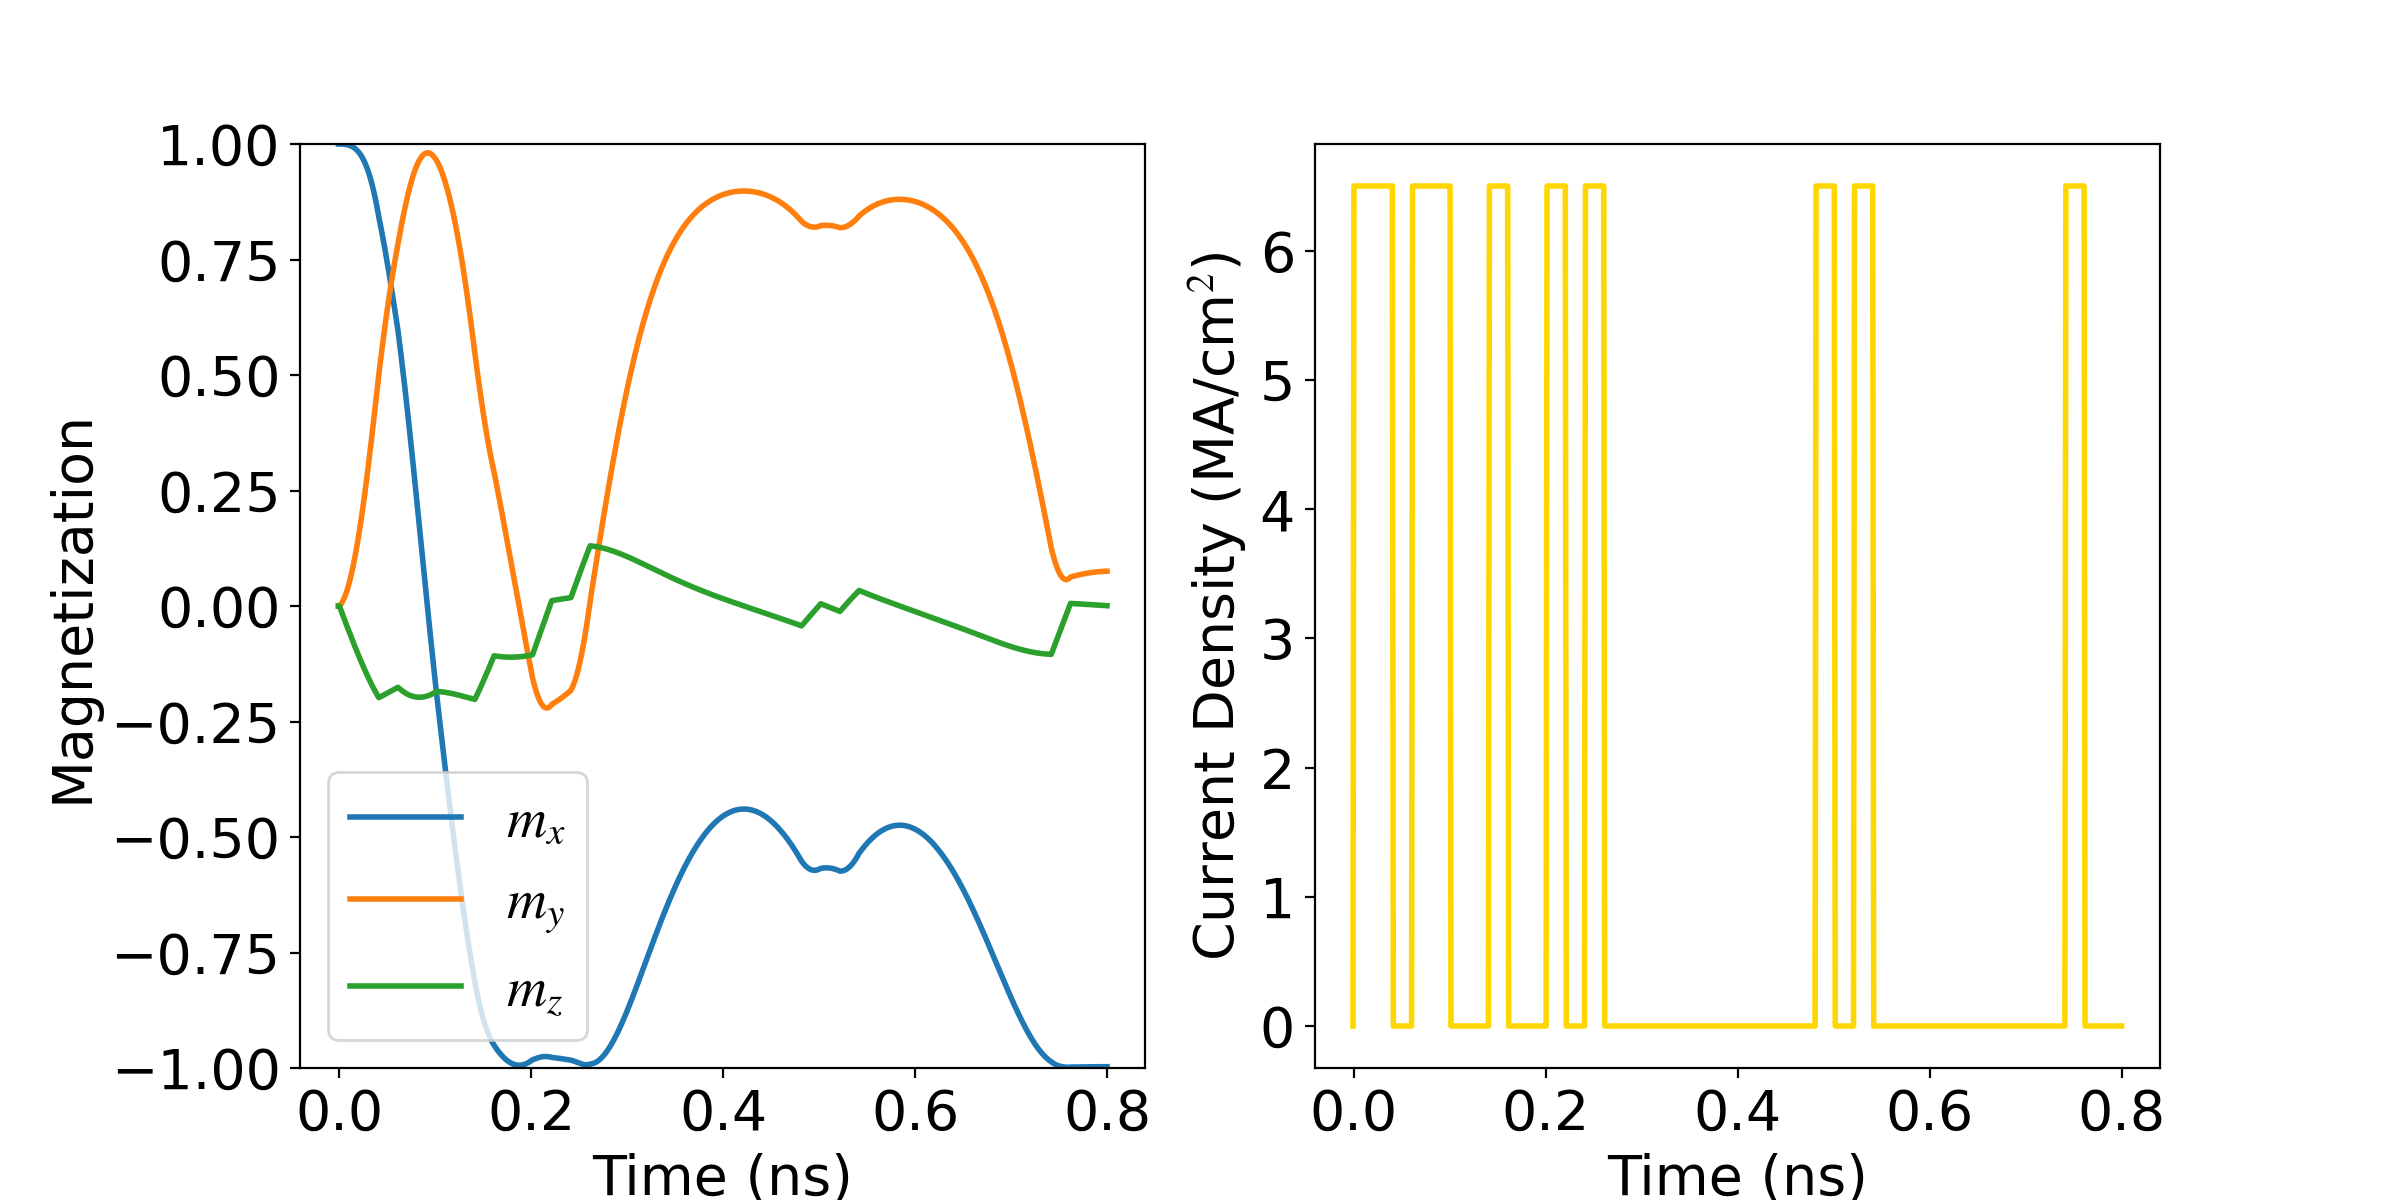 Magnetization
1.00
0.75
0.50
0.25
0.00
−0.25
−0.50
−0.75
−1.00
0.0 0.2 0.4 0.6 0.8
Time (ns)
m_x
m_y
m_z
Current Density (MA/cm²)
6
5
4
3
2
1
0
0.0 0.2 0.4 0.6 0.8
Time (ns)